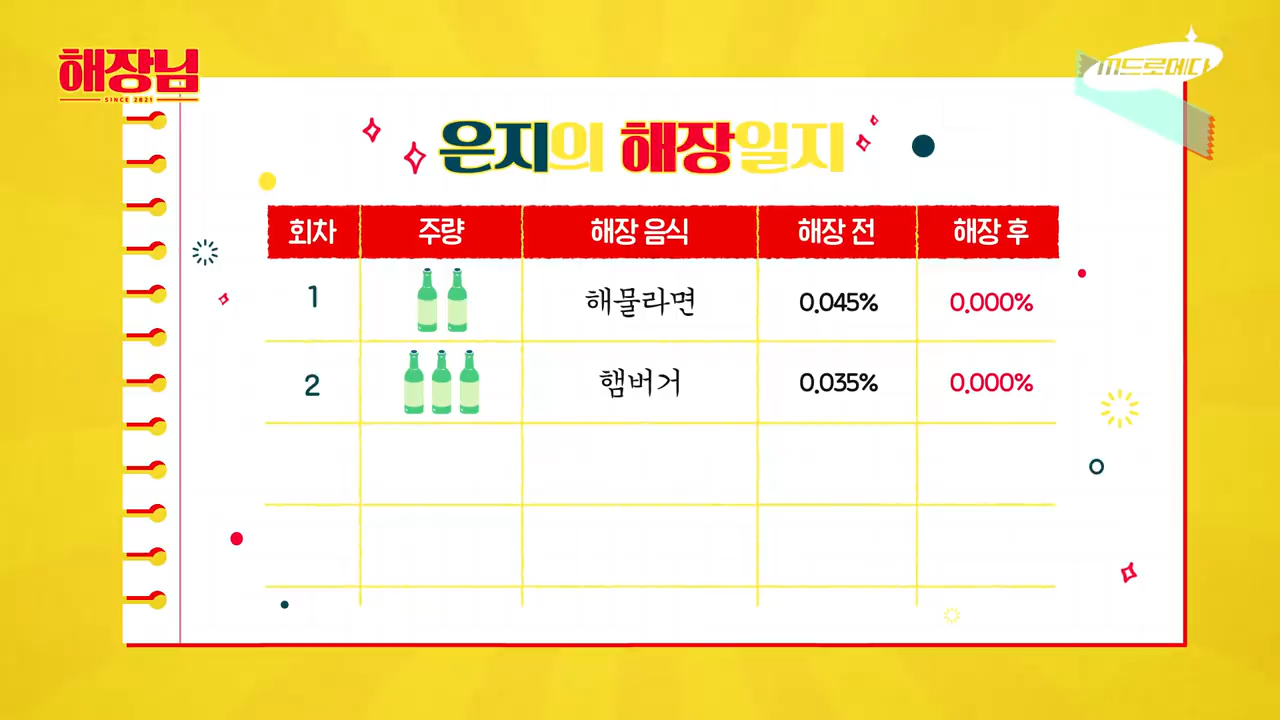 해장님
SINCE 2021
M드로메다
은지의 해장일지
회차 주량 해장 음식 해장 전 해장 후
1 해물라면 0.045% 0.000%
2 햄버거 0.035% 0.000%